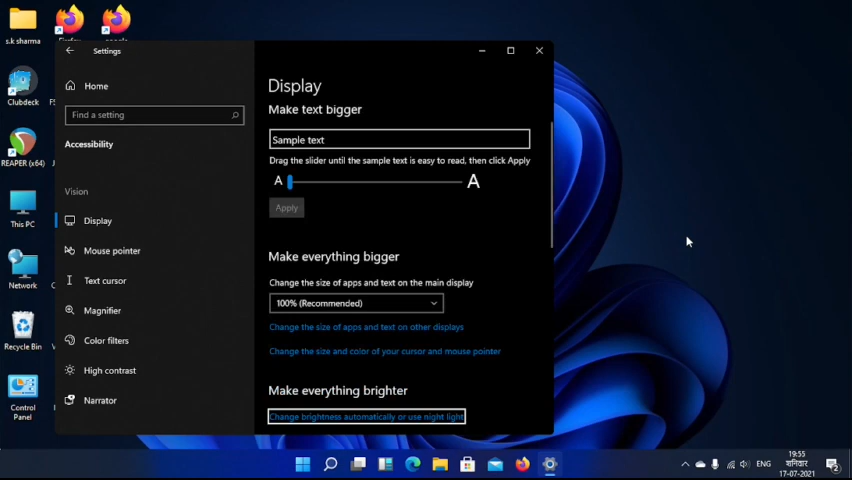 s.k sharma
Firefox
google
Clubdeck
REAPER (x64)
This PC
Network
Recycle Bin
Control
Panel
Settings
Home
Find a setting
Accessibility
Vision
Display
Mouse pointer
Text cursor
Magnifier
Color filters
High contrast
Narrator
Display
Make text bigger
Sample text
Drag the slider until the sample text is easy to read, then click Apply
A A
Apply
Make everything bigger
Change the size of apps and text on the main display
100% (Recommended)
Change the size of apps and text on other displays
Change the size and color of your cursor and mouse pointer
Make everything brighter
Change brightness automatically or use night light
ENG
19:55
शनिवार
17-07-2021
2